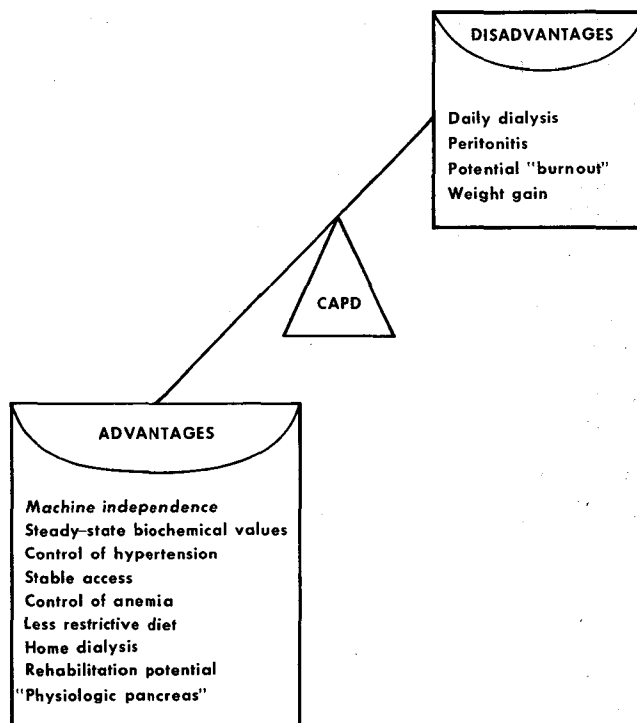 DISADVANTAGES
Daily dialysis
Peritonitis
Potential "burnout"
Weight gain
CAPD
ADVANTAGES
Machine independence
Steady-state biochemical values
Control of hypertension
Stable access
Control of anemia
Less restrictive diet
Home dialysis
Rehabilitation potential
"Physiologic pancreas"